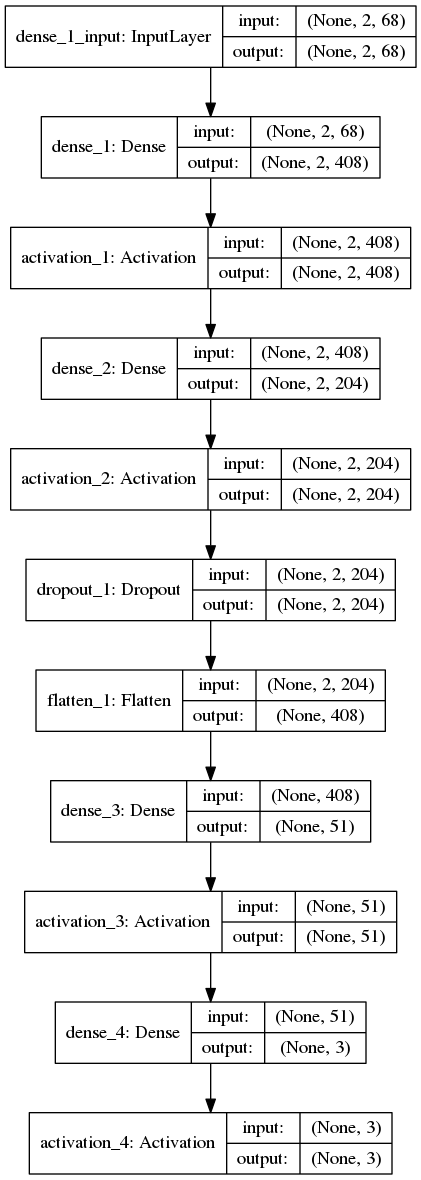 dense_1_input: InputLayer
input: (None, 2, 68)
output: (None, 2, 68)
dense_1: Dense
input: (None, 2, 68)
output: (None, 2, 408)
activation_1: Activation
input: (None, 2, 408)
output: (None, 2, 408)
dense_2: Dense
input: (None, 2, 408)
output: (None, 2, 204)
activation_2: Activation
input: (None, 2, 204)
output: (None, 2, 204)
dropout_1: Dropout
input: (None, 2, 204)
output: (None, 2, 204)
flatten_1: Flatten
input: (None, 2, 204)
output: (None, 408)
dense_3: Dense
input: (None, 408)
output: (None, 51)
activation_3: Activation
input: (None, 51)
output: (None, 51)
dense_4: Dense
input: (None, 51)
output: (None, 3)
activation_4: Activation
input: (None, 3)
output: (None, 3)